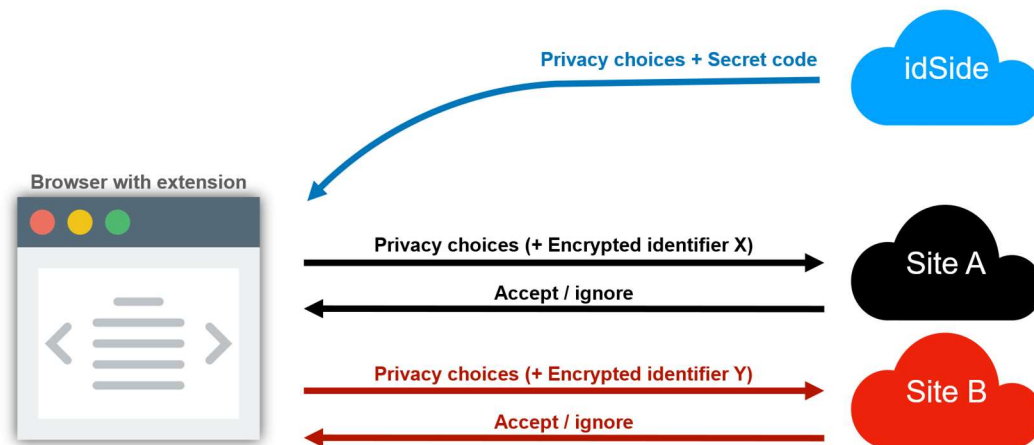 Privacy choices + Secret code
idSide
Browser with extension
Privacy choices (+ Encrypted identifier X)
Site A
Accept / ignore
Privacy choices (+ Encrypted identifier Y)
Site B
Accept / ignore